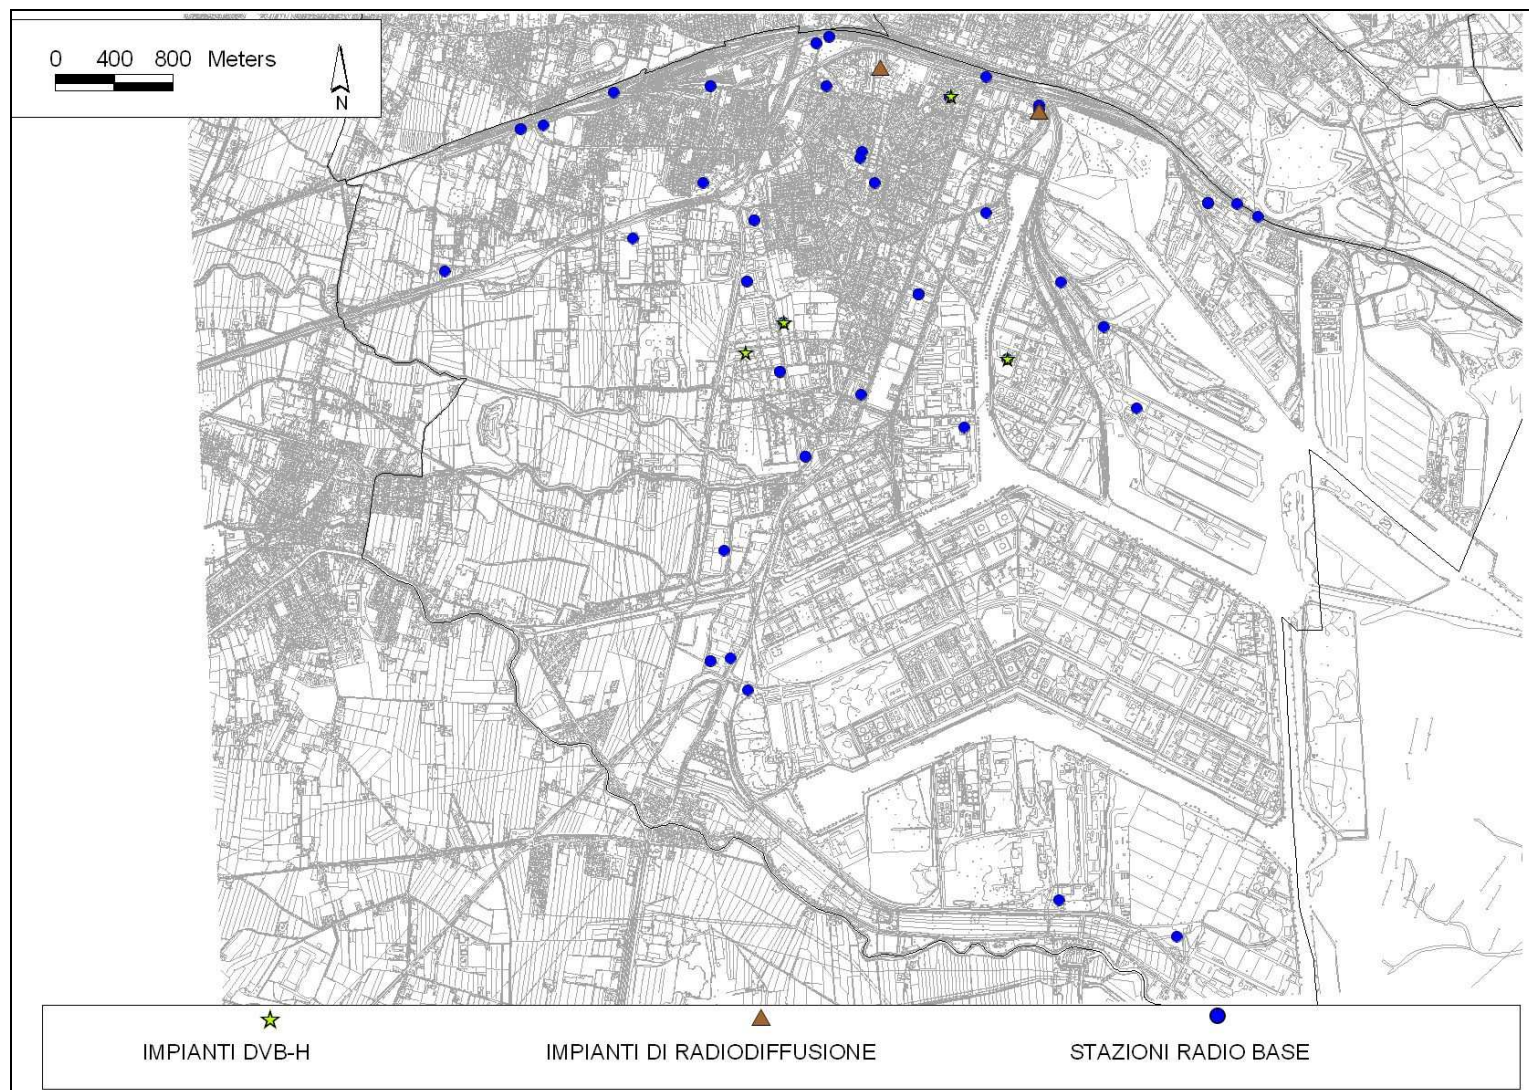 0 400 800 Meters
N
IMPIANTI DVB-H
IMPIANTI DI RADIODIFFUSIONE
STAZIONI RADIO BASE